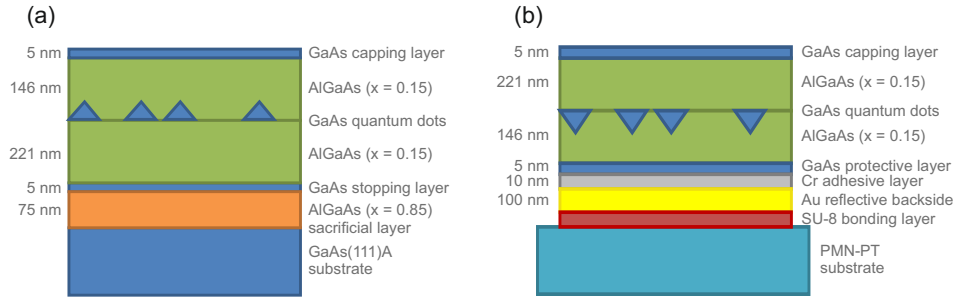 (a)
5 nm GaAs capping layer
146 nm AlGaAs (x = 0.15)
GaAs quantum dots
221 nm AlGaAs (x = 0.15)
5 nm GaAs stopping layer
75 nm AlGaAs (x = 0.85)
sacrificial layer
GaAs(111)A
substrate
(b)
5 nm GaAs capping layer
221 nm AlGaAs (x = 0.15)
GaAs quantum dots
146 nm AlGaAs (x = 0.15)
5 nm GaAs protective layer
10 nm Cr adhesive layer
100 nm Au reflective backside
SU-8 bonding layer
PMN-PT
substrate